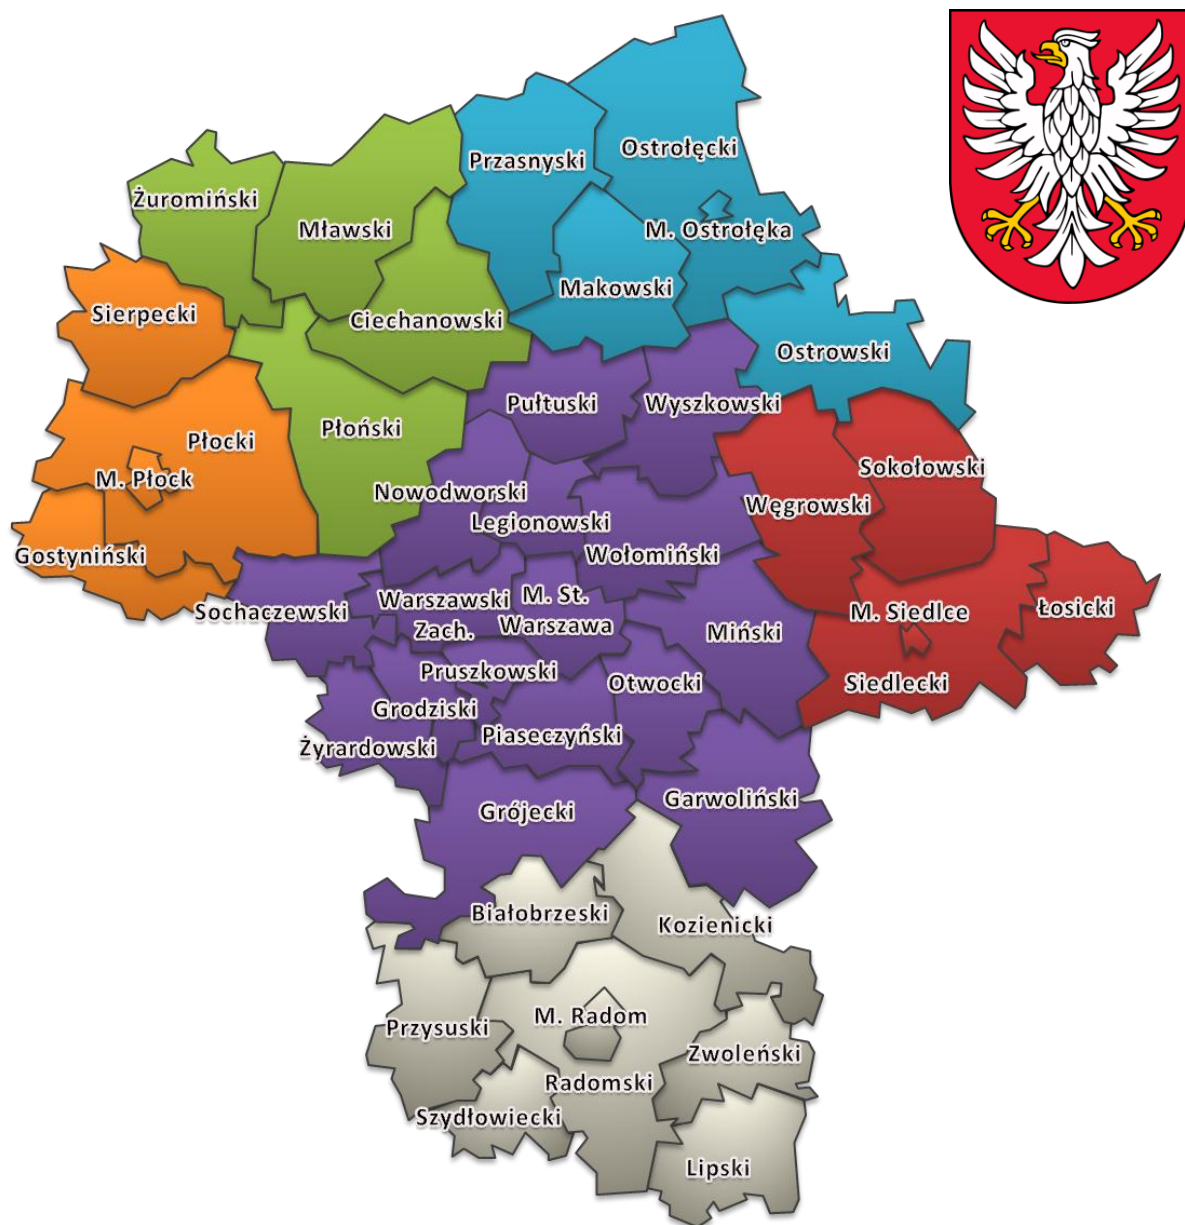 Ostrołęcki
Przasnyski
Żuromiński
Mławski
M. Ostrołęka
Makowski
Sierpecki
Ciechanowski
Ostrowski
Pułtuski
Wyszkowski
Płoński
Płocki
Sokołowski
M. Płock
Nowodworski
Węgrowski
Legionowski
Gostyniński
Wołomiński
Sochaczewski
Warszawski
Zach.
M. St.
Warszawa
M. Siedlce
Łosicki
Miński
Pruszkowski
Otwocki
Siedlecki
Grodziski
Piaseczyński
Żyrardowski
Garwoliński
Grójecki
Białobrzeski
Kozienicki
M. Radom
Przysuski
Zwoleński
Radomski
Szydłowiecki
Lipski